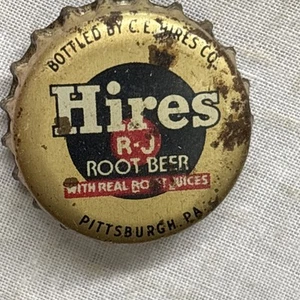 BOTTLED BY C.E. HIRES CO.
Hires
R-J
ROOT BEER
WITH REAL ROOT JUICES
PITTSBURGH, PA.